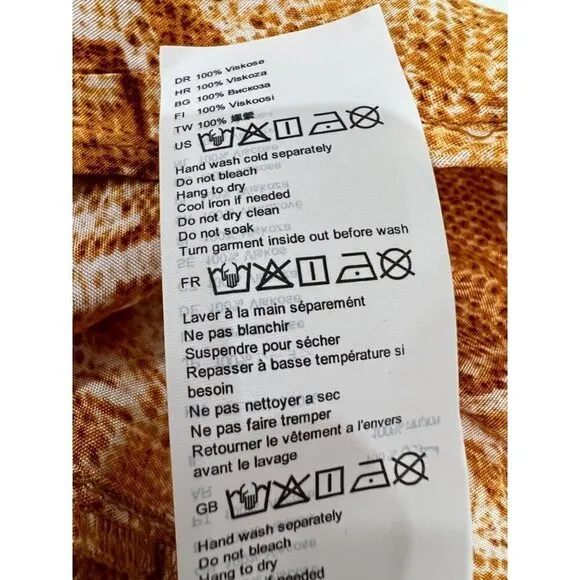 DR 100% Viskose
HR 100% Viskoza
BG 100% Вискоза
FI 100% Viskoosi
TW 100% 嫘縈
US
Hand wash cold separately
Do not bleach
Hang to dry
Cool iron if needed
Do not dry clean
Do not soak
Turn garment inside out before wash
FR
Laver à la main séparemént
Ne pas blanchir
Suspendre pour sécher
Repasser à basse température si
besoin
Ne pas nettoyer a sec
Ne pas faire tremper
Retourner le vêtement a l'envers
avant le lavage
GB
Hand wash separately
Do not bleach
Hang to dry
if needed